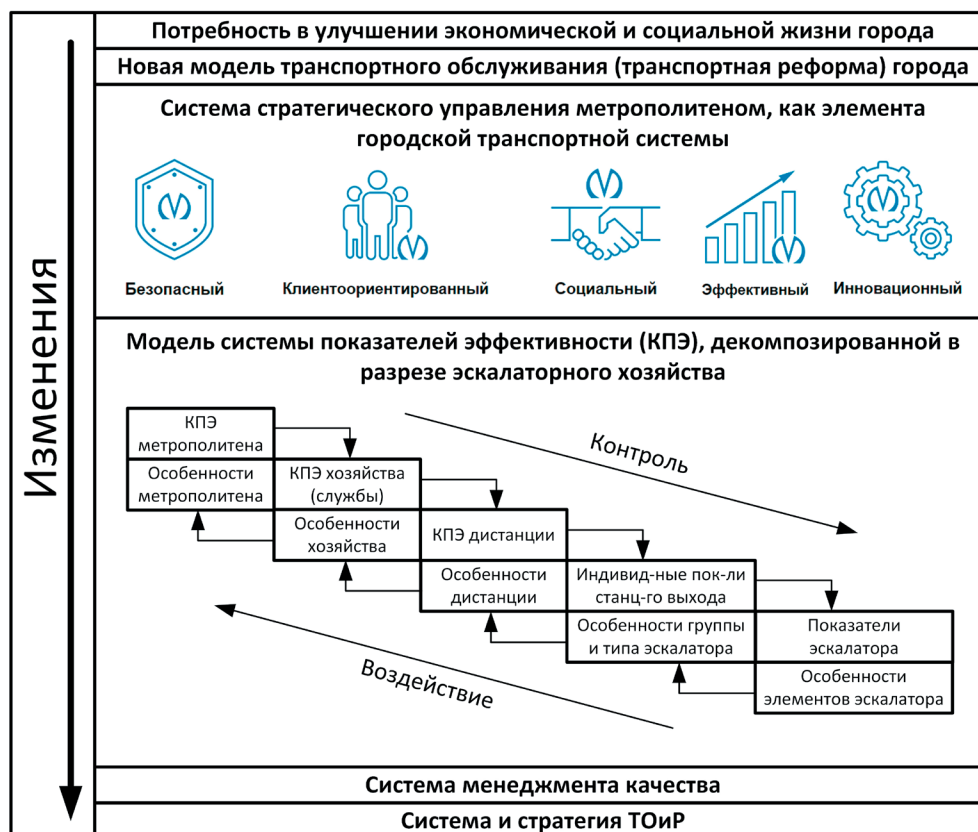 Потребность в улучшении экономической и социальной жизни города
Новая модель транспортного обслуживания (транспортная реформа) города
Система стратегического управления метрополитеном, как элемента
городской транспортной системы
Безопасный
Клиентоориентированный
Социальный
Эффективный
Инновационный
Изменения
Модель системы показателей эффективности (КПЭ), декомпозированной в
разрезе эскалаторного хозяйства
КПЭ
метрополитена
Особенности
метрополитена
КПЭ хозяйства
(службы)
Особенности
хозяйства
КПЭ дистанции
Особенности
дистанции
Индивид-ные пок-ли
станц-го выхода
Особенности группы
и типа эскалатора
Показатели
эскалатора
Особенности
элементов эскалатора
Контроль
Воздействие
Система менеджмента качества
Система и стратегия ТОиР